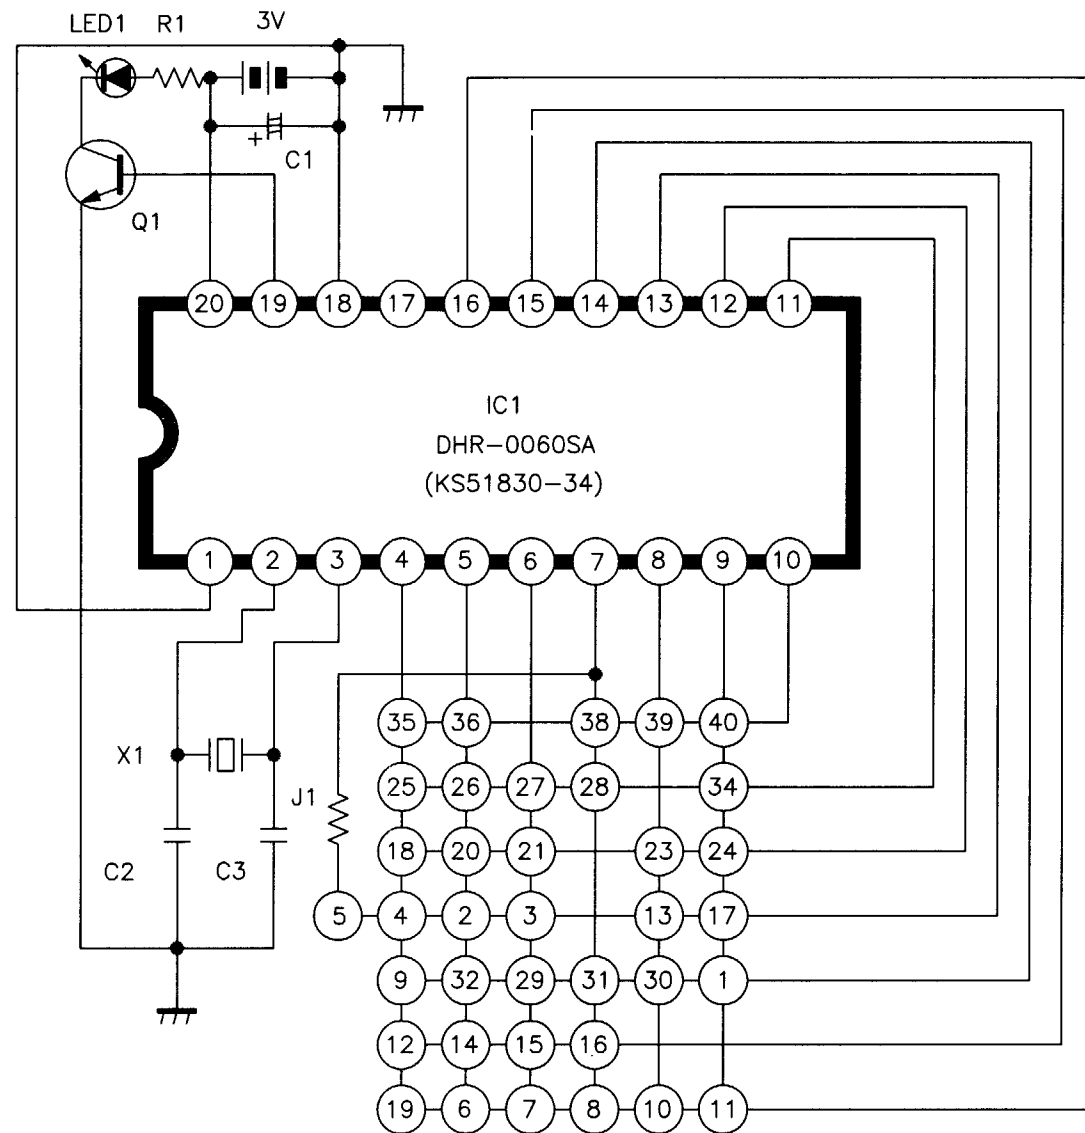 LED1 R1 3V
+ C1
Q1
20 19 18 17 16 15 14 13 12 11
IC1
DHR-0060SA
(KS51830-34)
1 2 3 4 5 6 7 8 9 10
35 36 38 39 40
X1
25 26 27 28 34
J1
18 20 21 23 24
C2 C3
5 4 2 3 13 17
9 32 29 31 30 1
12 14 15 16
19 6 7 8 10 11